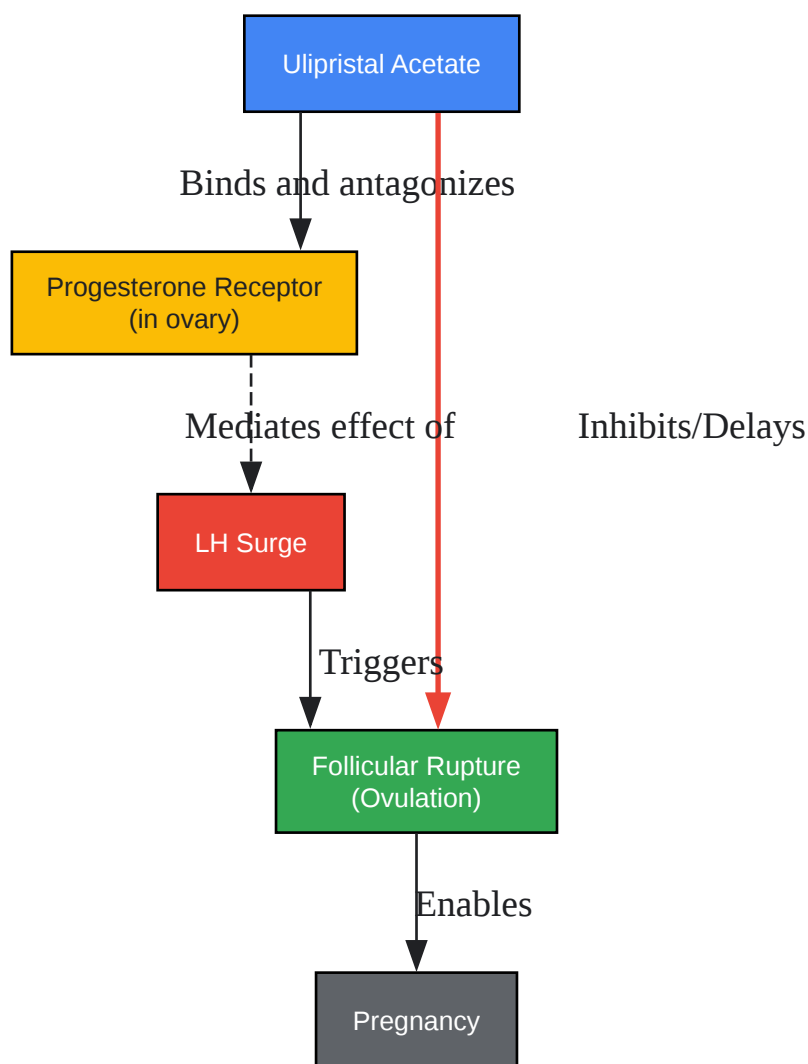 Ulipristal Acetate
Binds and antagonizes
Progesterone Receptor
(in ovary)
Mediates effect of
Inhibits/Delays
LH Surge
Triggers
Follicular Rupture
(Ovulation)
Enables
Pregnancy